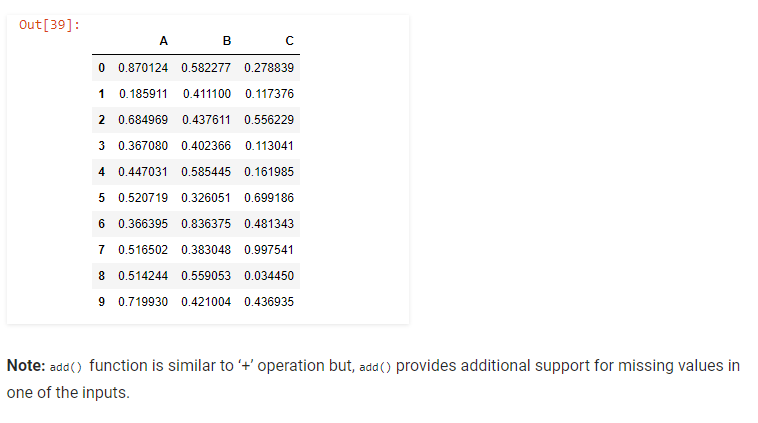 Out[39]:
A B C
0 0.870124 0.582277 0.278839
1 0.185911 0.411100 0.117376
2 0.684969 0.437611 0.556229
3 0.367080 0.402366 0.113041
4 0.447031 0.585445 0.161985
5 0.520719 0.326051 0.699186
6 0.366395 0.836375 0.481343
7 0.516502 0.383048 0.997541
8 0.514244 0.559053 0.034450
9 0.719930 0.421004 0.436935
Note: add() function is similar to ‘+’ operation but, add() provides additional support for missing values in
one of the inputs.